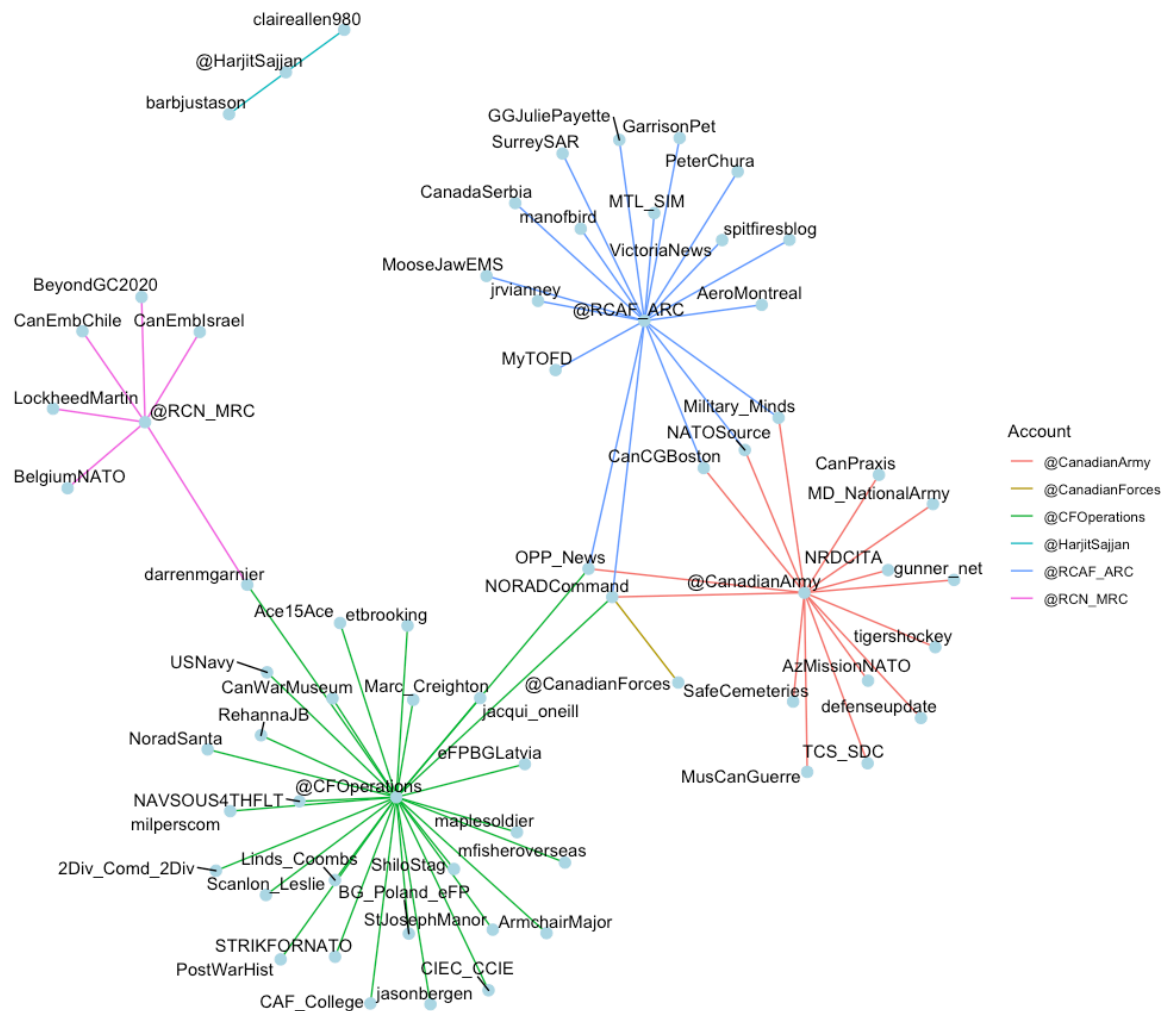 claireallen980
@HarjitSajjan
barbjustason
GGJuliePayette
GarrisonPet
SurreySAR
PeterChura
CanadaSerbia
MTL_SIM
manofbird
spitfiresblog
VictoriaNews
MooseJawEMS
jrvianney
AeroMontreal
@RCAF_ARC
BeyondGC2020
CanEmbChile
CanEmbIsrael
MyTOFD
LockheedMartin
@RCN_MRC
Military_Minds
NATOSource
CanCGBoston
CanPraxis
BelgiumNATO
MD_NationalArmy
Account
@CanadianArmy
@CanadianForces
@CFOperations
@HarjitSajjan
@RCAF_ARC
@RCN_MRC
OPP_News
NRDCITA
gunner_net
darrenmgarnier
NORADCommand
@CanadianArmy
Ace15Ace
etbrooking
tigershockey
USNavy
AzMissionNATO
CanWarMuseum
Marc_Creighton
@CanadianForces
SafeCemeteries
RehannaJB
jacqui_oneill
defenseupdate
NoradSanta
eFPBGLatvia
TCS_SDC
MusCanGuerre
@CFOperations
NAVSOUS4THFLT
milperscom
maplesoldier
mfisheroverseas
2Div_Comd_2Div
Linds_Coombs
ShiloStag
Scanlon_Leslie
BG_Poland_eFP
StJosephManor
ArmchairMajor
STRIKFORNATO
PostWarHist
CIEC_CCIE
CAF_College
jasonbergen